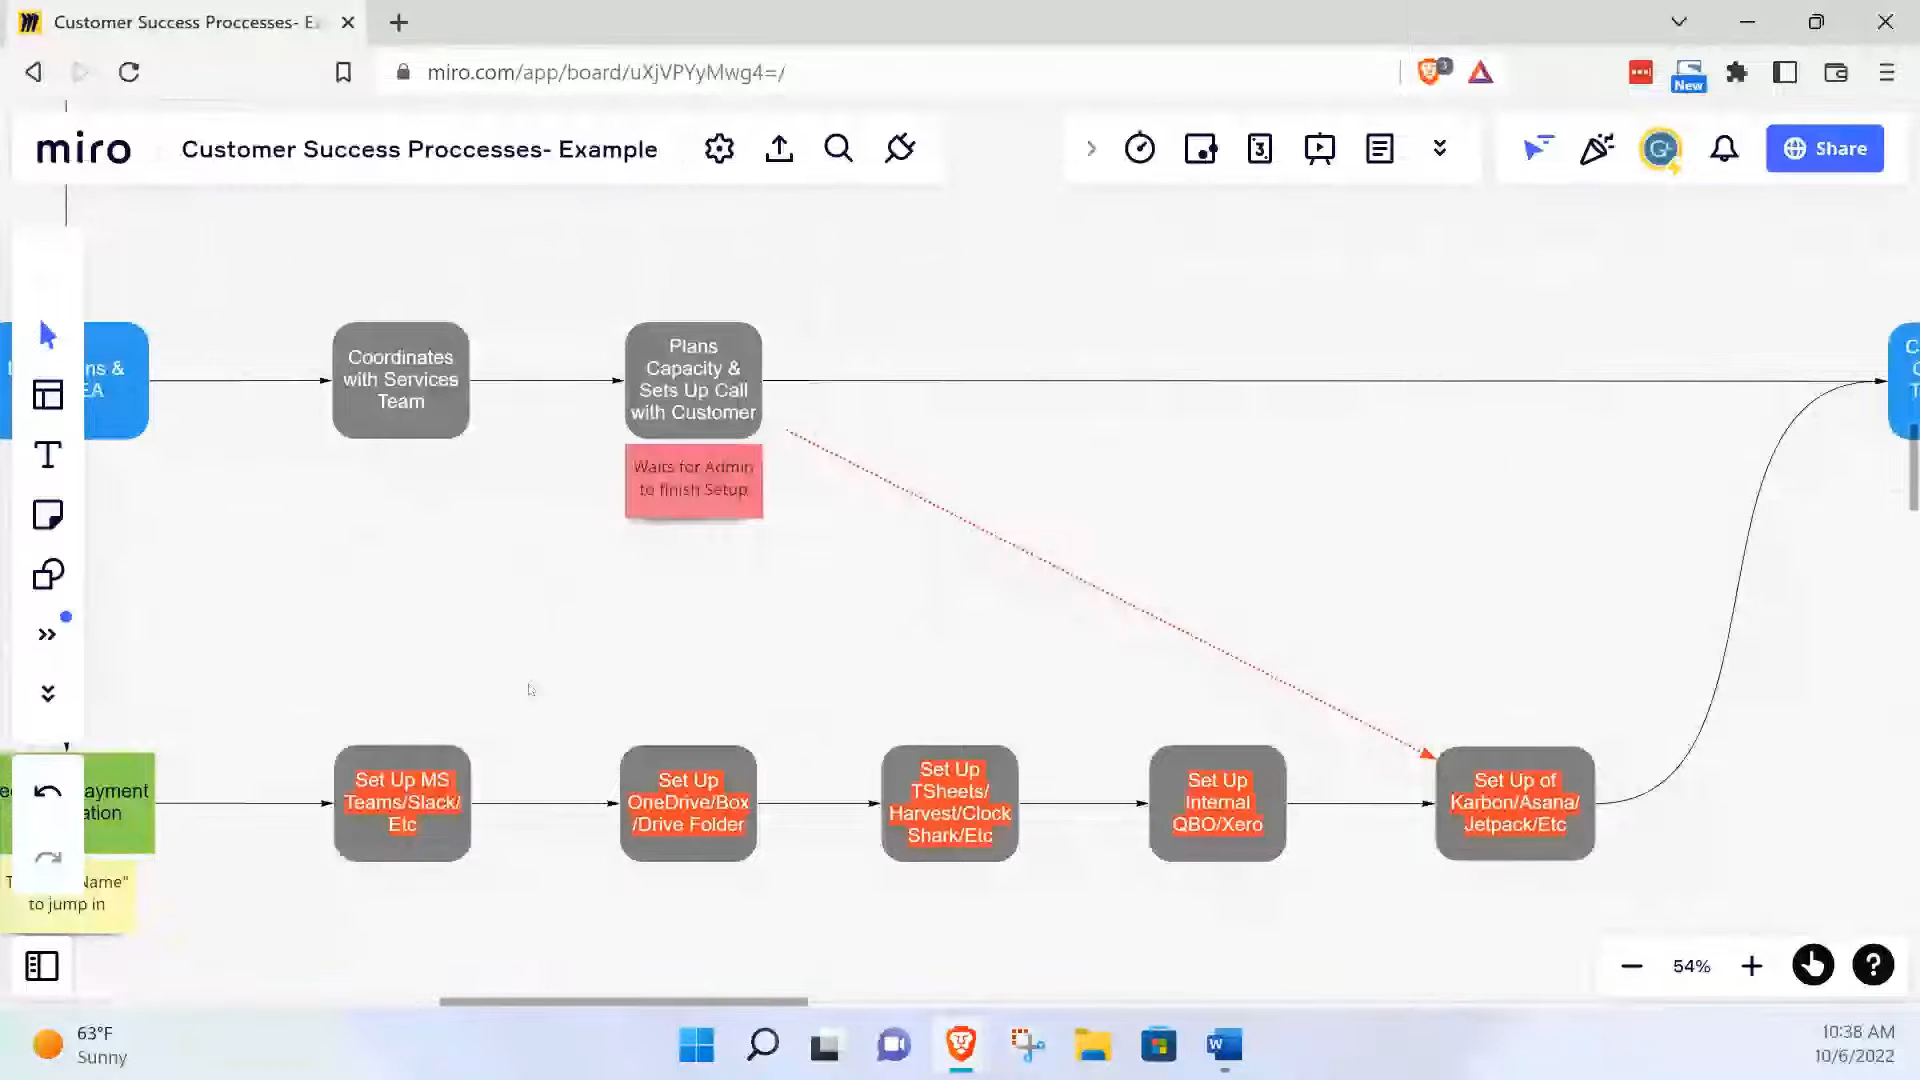 Customer Success Proccesses- E
miro.com/app/board/uXjVPYyMwg4=/
3
New
miro
Customer Success Proccesses- Example
3
G
Share
ns &
EA
Coordinates
with Services
Team
Plans
Capacity &
Sets Up Call
with Customer
Waits for Admin
to finish Setup
C
T
ayment
ation
Name"
to jump in
Set Up MS
Teams/Slack/
Etc
Set Up
OneDrive/Box
/Drive Folder
Set Up
TSheets/
Harvest/Clock
Shark/Etc
Set Up
Internal
QBO/Xero
Set Up of
Karbon/Asana/
Jetpack/Etc
54%
?
63°F
Sunny
W
10:38 AM
10/6/2022